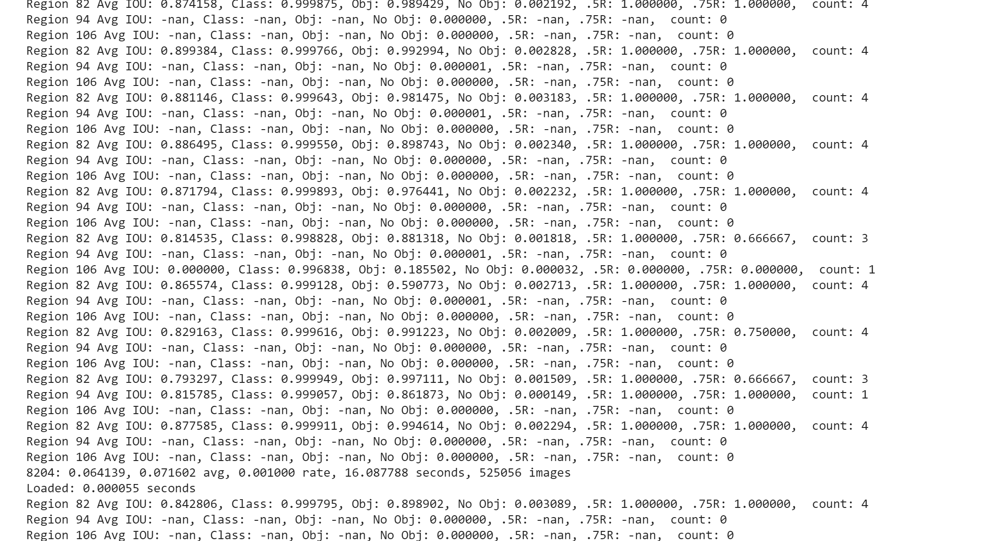 Region 82 Avg IOU: 0.874158, Class: 0.999875, Obj: 0.989429, No Obj: 0.002192, .5R: 1.000000, .75R: 1.000000,  count: 4
Region 94 Avg IOU: -nan, Class: -nan, Obj: -nan, No Obj: 0.000000, .5R: -nan, .75R: -nan,  count: 0
Region 106 Avg IOU: -nan, Class: -nan, Obj: -nan, No Obj: 0.000000, .5R: -nan, .75R: -nan,  count: 0
Region 82 Avg IOU: 0.899384, Class: 0.999766, Obj: 0.992994, No Obj: 0.002828, .5R: 1.000000, .75R: 1.000000,  count: 4
Region 94 Avg IOU: -nan, Class: -nan, Obj: -nan, No Obj: 0.000001, .5R: -nan, .75R: -nan,  count: 0
Region 106 Avg IOU: -nan, Class: -nan, Obj: -nan, No Obj: 0.000000, .5R: -nan, .75R: -nan,  count: 0
Region 82 Avg IOU: 0.881146, Class: 0.999643, Obj: 0.981475, No Obj: 0.003183, .5R: 1.000000, .75R: 1.000000,  count: 4
Region 94 Avg IOU: -nan, Class: -nan, Obj: -nan, No Obj: 0.000001, .5R: -nan, .75R: -nan,  count: 0
Region 106 Avg IOU: -nan, Class: -nan, Obj: -nan, No Obj: 0.000000, .5R: -nan, .75R: -nan,  count: 0
Region 82 Avg IOU: 0.886495, Class: 0.999550, Obj: 0.898743, No Obj: 0.002340, .5R: 1.000000, .75R: 1.000000,  count: 4
Region 94 Avg IOU: -nan, Class: -nan, Obj: -nan, No Obj: 0.000000, .5R: -nan, .75R: -nan,  count: 0
Region 106 Avg IOU: -nan, Class: -nan, Obj: -nan, No Obj: 0.000000, .5R: -nan, .75R: -nan,  count: 0
Region 82 Avg IOU: 0.871794, Class: 0.999893, Obj: 0.976441, No Obj: 0.002232, .5R: 1.000000, .75R: 1.000000,  count: 4
Region 94 Avg IOU: -nan, Class: -nan, Obj: -nan, No Obj: 0.000000, .5R: -nan, .75R: -nan,  count: 0
Region 106 Avg IOU: -nan, Class: -nan, Obj: -nan, No Obj: 0.000000, .5R: -nan, .75R: -nan,  count: 0
Region 82 Avg IOU: 0.814535, Class: 0.998828, Obj: 0.881318, No Obj: 0.001818, .5R: 1.000000, .75R: 0.666667,  count: 3
Region 94 Avg IOU: -nan, Class: -nan, Obj: -nan, No Obj: 0.000001, .5R: -nan, .75R: -nan,  count: 0
Region 106 Avg IOU: 0.000000, Class: 0.996838, Obj: 0.185502, No Obj: 0.000032, .5R: 0.000000, .75R: 0.000000,  count: 1
Region 82 Avg IOU: 0.865574, Class: 0.999128, Obj: 0.590773, No Obj: 0.002713, .5R: 1.000000, .75R: 1.000000,  count: 4
Region 94 Avg IOU: -nan, Class: -nan, Obj: -nan, No Obj: 0.000001, .5R: -nan, .75R: -nan,  count: 0
Region 106 Avg IOU: -nan, Class: -nan, Obj: -nan, No Obj: 0.000000, .5R: -nan, .75R: -nan,  count: 0
Region 82 Avg IOU: 0.829163, Class: 0.999616, Obj: 0.991223, No Obj: 0.002009, .5R: 1.000000, .75R: 0.750000,  count: 4
Region 94 Avg IOU: -nan, Class: -nan, Obj: -nan, No Obj: 0.000000, .5R: -nan, .75R: -nan,  count: 0
Region 106 Avg IOU: -nan, Class: -nan, Obj: -nan, No Obj: 0.000000, .5R: -nan, .75R: -nan,  count: 0
Region 82 Avg IOU: 0.793297, Class: 0.999949, Obj: 0.997111, No Obj: 0.001509, .5R: 1.000000, .75R: 0.666667,  count: 3
Region 94 Avg IOU: 0.815785, Class: 0.999057, Obj: 0.861873, No Obj: 0.000149, .5R: 1.000000, .75R: 1.000000,  count: 1
Region 106 Avg IOU: -nan, Class: -nan, Obj: -nan, No Obj: 0.000000, .5R: -nan, .75R: -nan,  count: 0
Region 82 Avg IOU: 0.877585, Class: 0.999911, Obj: 0.994614, No Obj: 0.002294, .5R: 1.000000, .75R: 1.000000,  count: 4
Region 94 Avg IOU: -nan, Class: -nan, Obj: -nan, No Obj: 0.000000, .5R: -nan, .75R: -nan,  count: 0
Region 106 Avg IOU: -nan, Class: -nan, Obj: -nan, No Obj: 0.000000, .5R: -nan, .75R: -nan,  count: 0
8204: 0.064139, 0.071602 avg, 0.001000 rate, 16.087788 seconds, 525056 images
Loaded: 0.000055 seconds
Region 82 Avg IOU: 0.842806, Class: 0.999795, Obj: 0.898902, No Obj: 0.003089, .5R: 1.000000, .75R: 1.000000,  count: 4
Region 94 Avg IOU: -nan, Class: -nan, Obj: -nan, No Obj: 0.000000, .5R: -nan, .75R: -nan,  count: 0
Region 106 Avg IOU: -nan, Class: -nan, Obj: -nan, No Obj: 0.000000, .5R: -nan, .75R: -nan,  count: 0